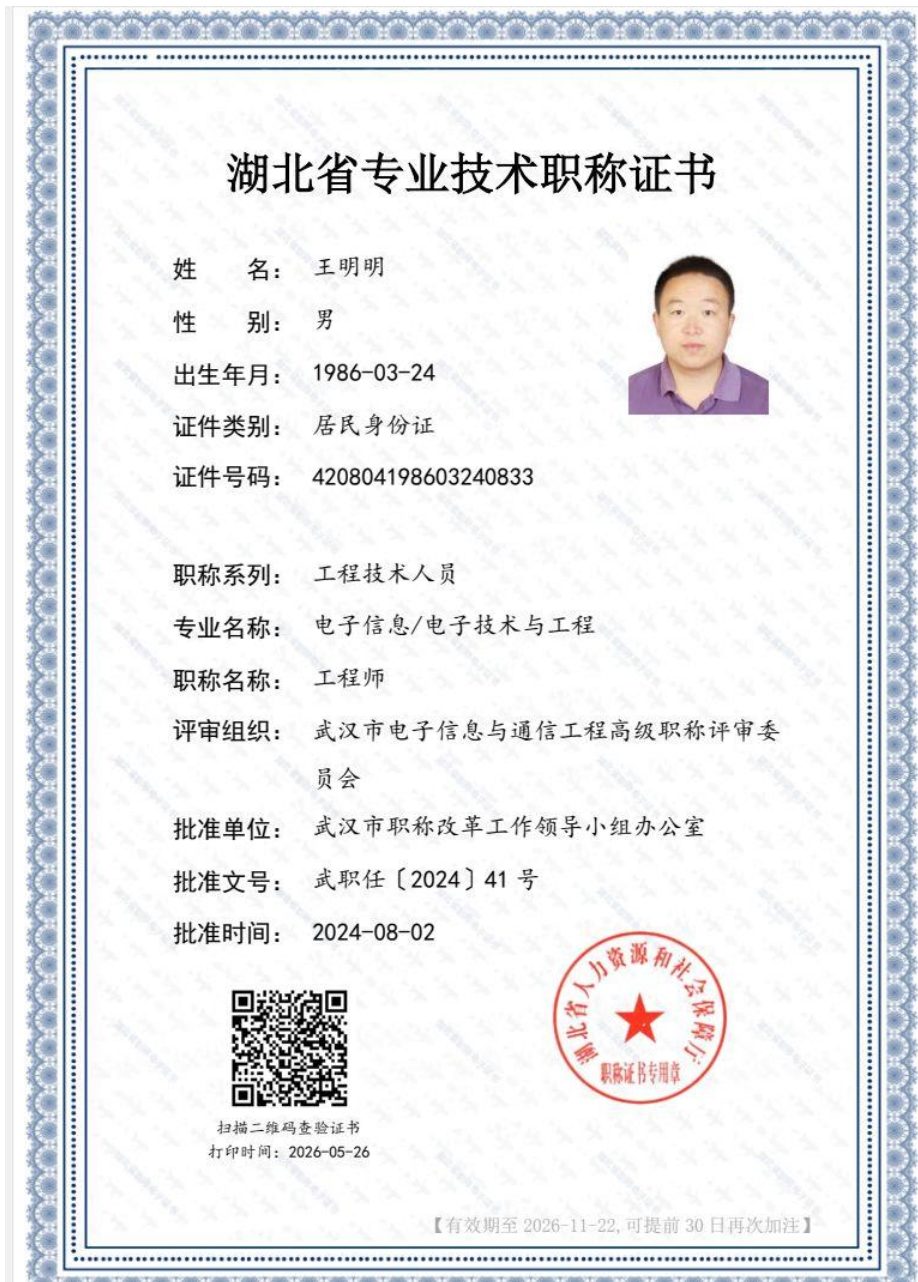 湖北省专业技术职称证书
姓 名： 王明明
性 别： 男
出生年月： 1986-03-24
证件类别： 居民身份证
证件号码： 420804198603240833
职称系列： 工程技术人员
专业名称： 电子信息/电子技术与工程
职称名称： 工程师
评审组织： 武汉市电子信息与通信工程高级职称评审委
员会
批准单位： 武汉市职称改革工作领导小组办公室
批准文号： 武职任〔2024〕41 号
批准时间： 2024-08-02
湖北省人力资源和社会保障厅
职称证书专用章
扫描二维码查验证书
打印时间：2026-05-26
【有效期至 2026-11-22,可提前 30 日再次加注】